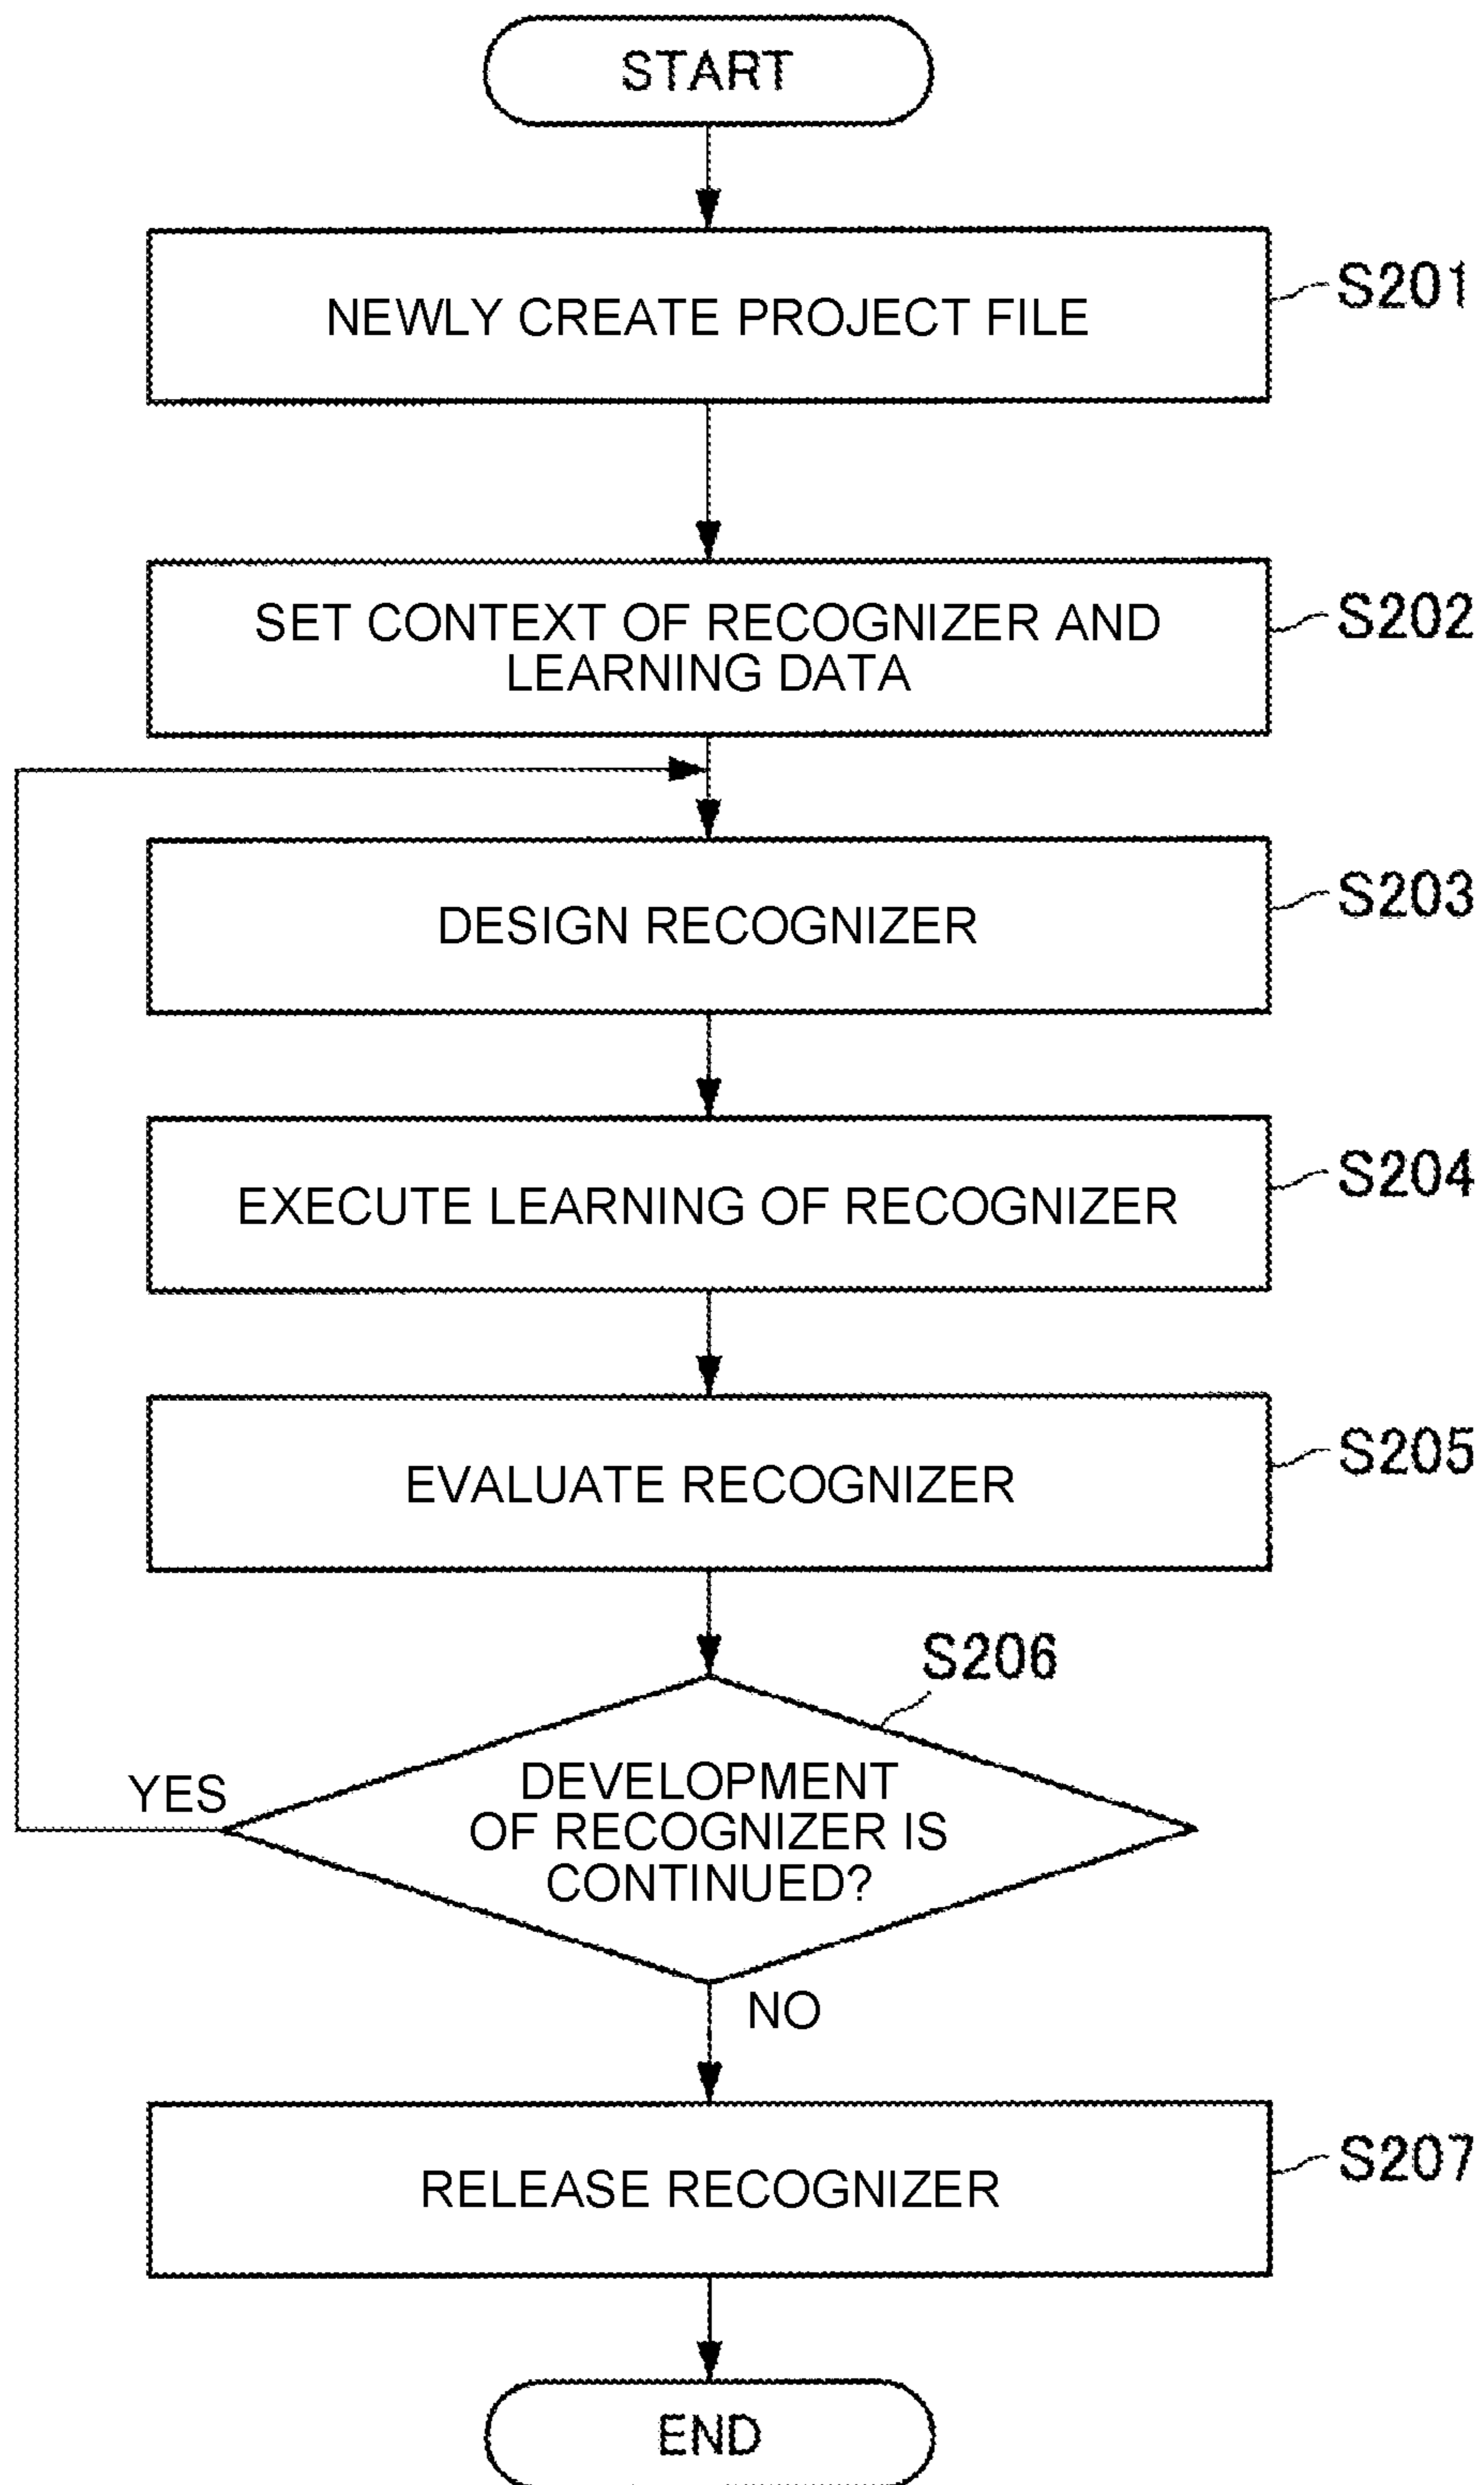 START
NEWLY CREATE PROJECT FILE
S201
SET CONTEXT OF RECOGNIZER AND
LEARNING DATA
S202
DESIGN RECOGNIZER
S203
EXECUTE LEARNING OF RECOGNIZER
S204
EVALUATE RECOGNIZER
S205
S206
DEVELOPMENT
OF RECOGNIZER IS
CONTINUED?
YES
NO
RELEASE RECOGNIZER
S207
END